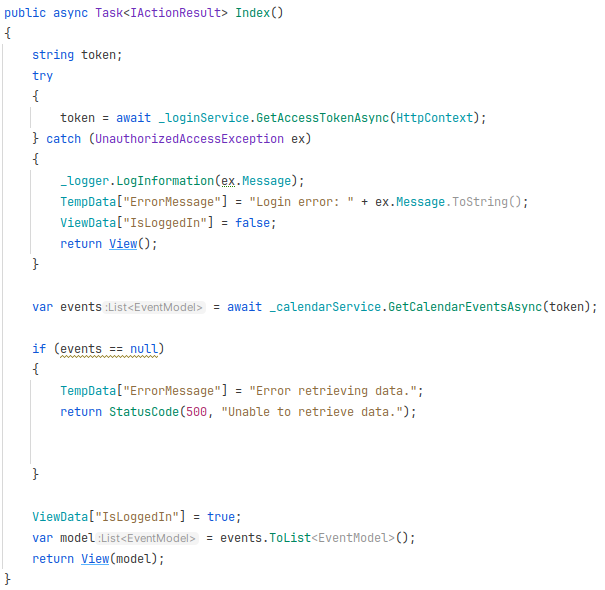 public async Task<IActionResult> Index()
{
    string token;
    try
    {
        token = await _loginService.GetAccessTokenAsync(HttpContext);
    } catch (UnauthorizedAccessException ex)
    {
        _logger.LogInformation(ex.Message);
        TempData["ErrorMessage"] = "Login error: " + ex.Message.ToString();
        ViewData["IsLoggedIn"] = false;
        return View();
    }
    var events :List<EventModel> = await _calendarService.GetCalendarEventsAsync(token);
    if (events == null)
    {
        TempData["ErrorMessage"] = "Error retrieving data.";
        return StatusCode(500, "Unable to retrieve data.");
    }
    ViewData["IsLoggedIn"] = true;
    var model :List<EventModel> = events.ToList<EventModel>();
    return View(model);
}